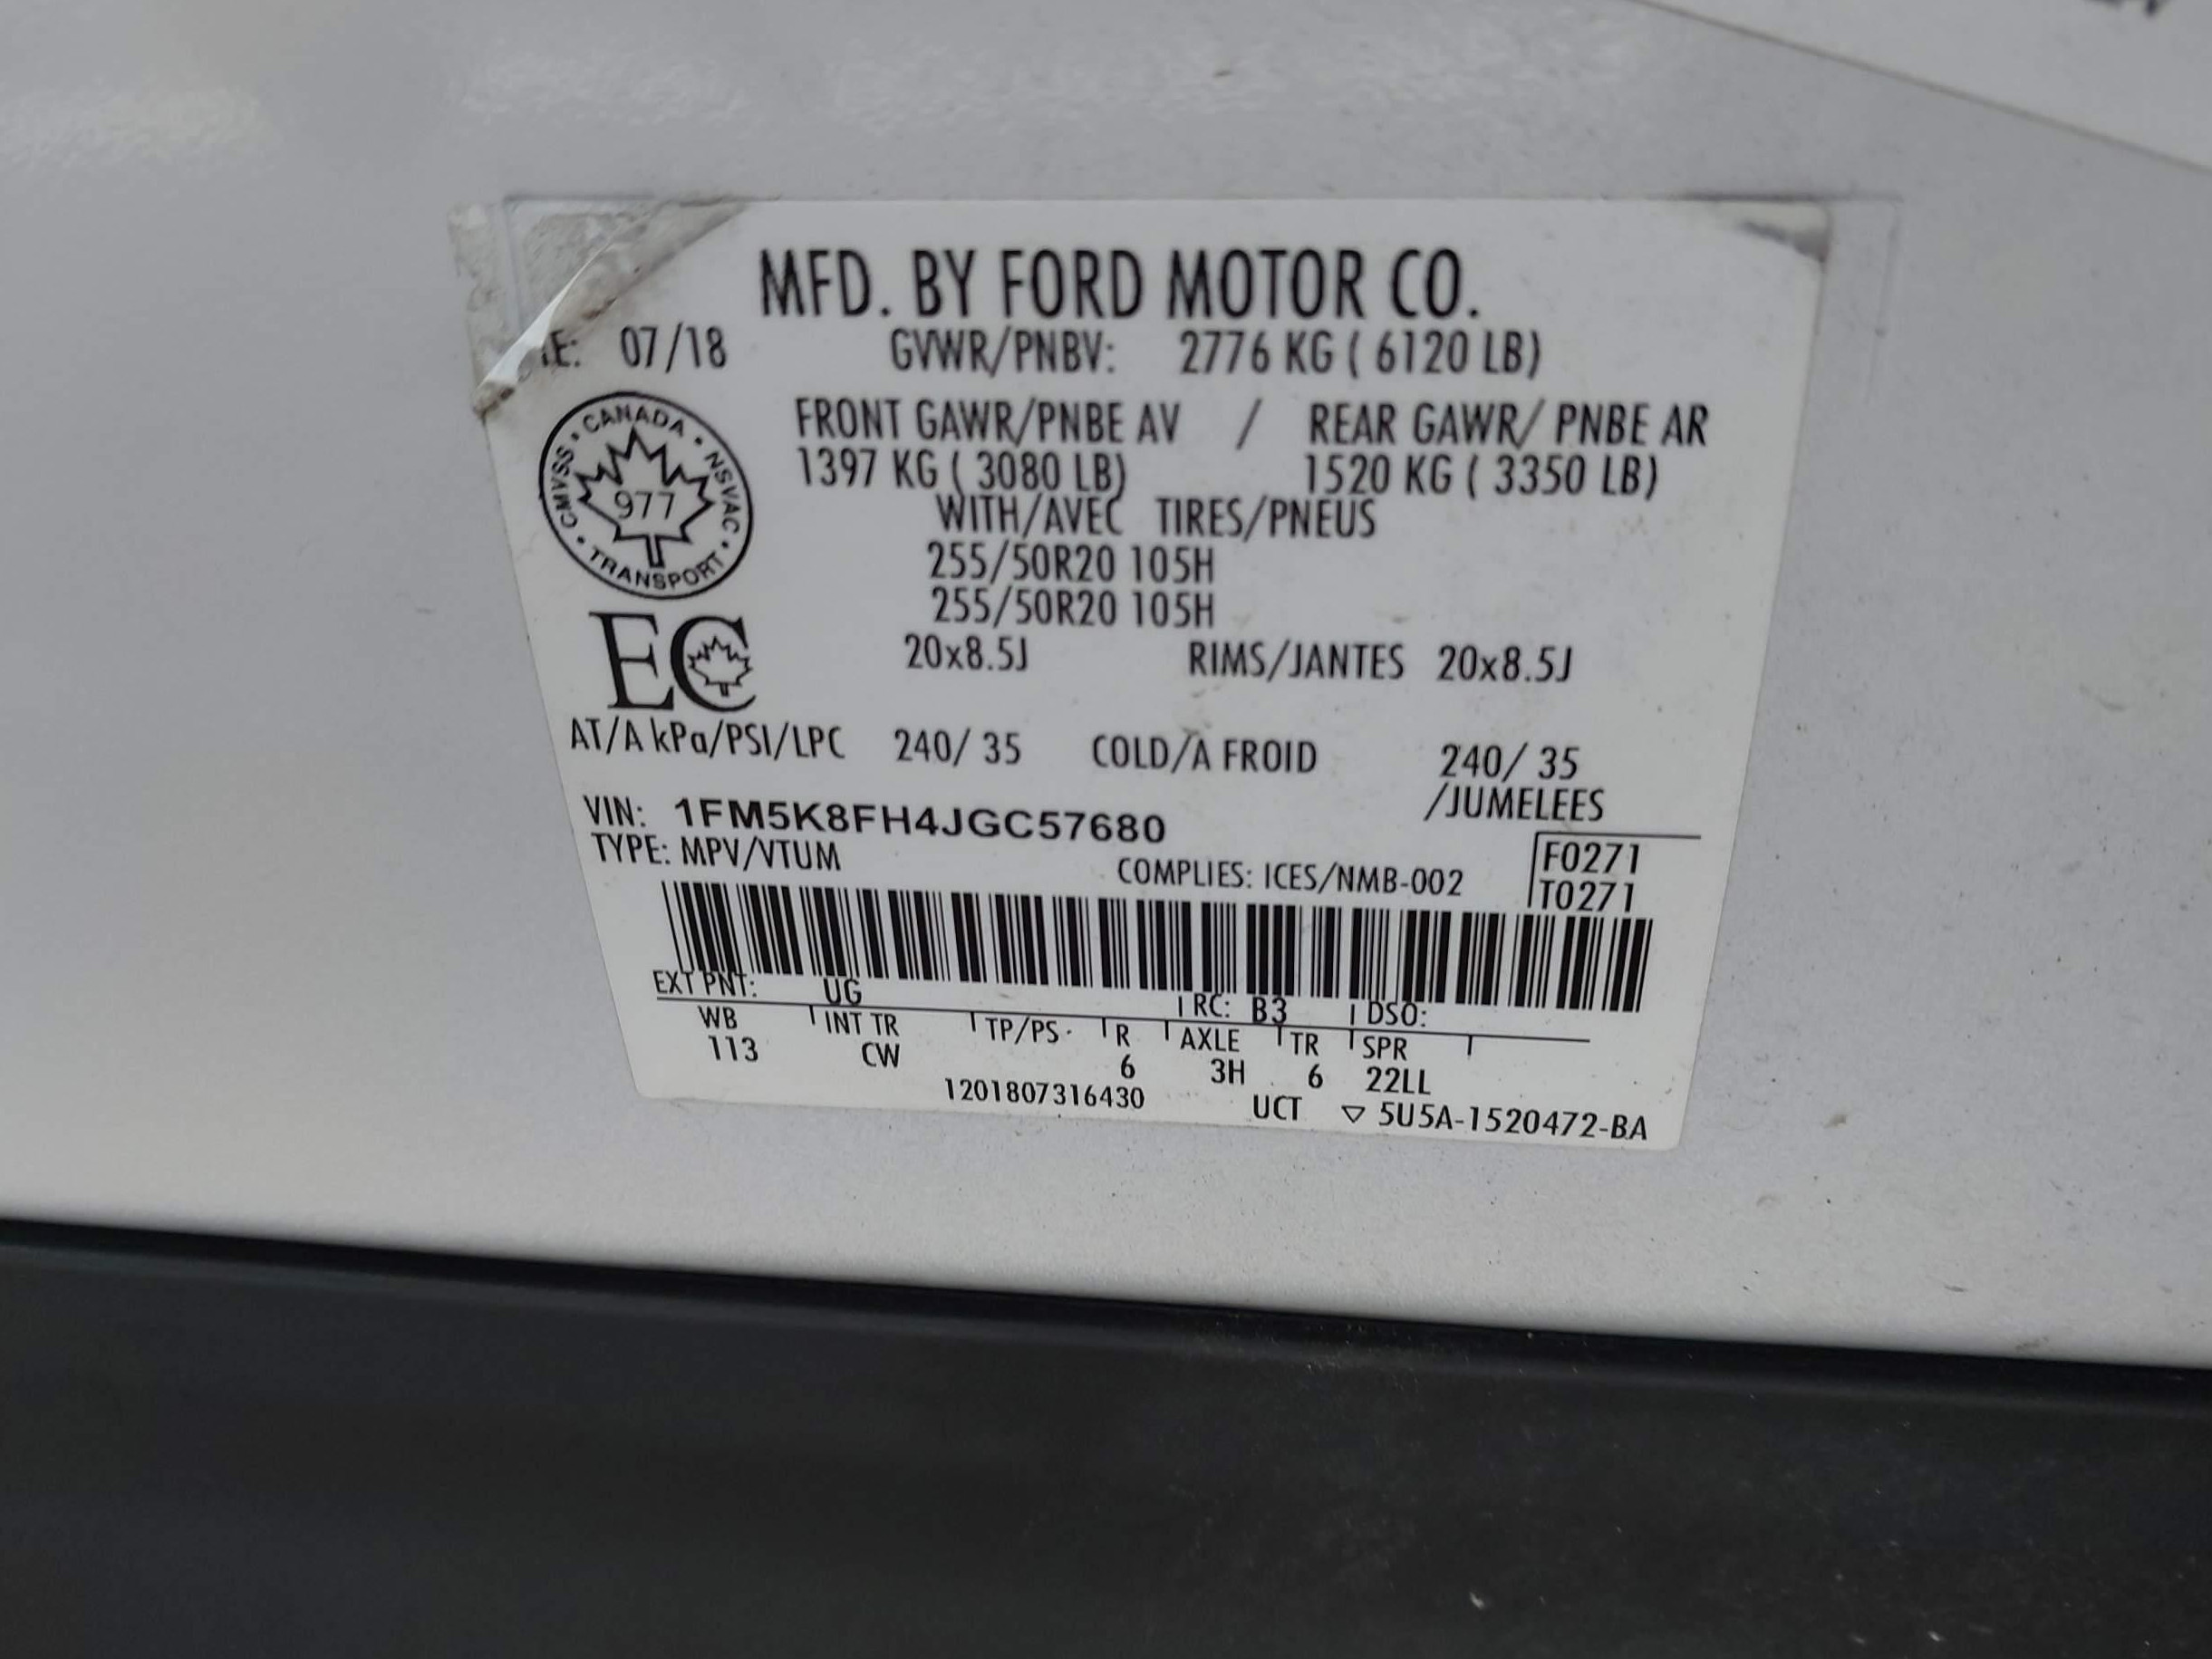 MFD. BY FORD MOTOR CO.
07/18 GVWR/PNBV: 2776 KG ( 6120 LB)
FRONT GAWR/PNBE AV / REAR GAWR/ PNBE AR
1397 KG ( 3080 LB) 1520 KG ( 3350 LB)
WITH/AVEC TIRES/PNEUS
255/50R20 105H
255/50R20 105H
20x8.5J RIMS/JANTES 20x8.5J
CANADA • NSVAC • TRANSPORT • CMVSS •
977
EC
AT/A kPa/PSI/LPC 240/ 35 COLD/A FROID 240/ 35
/JUMELEES
VIN: 1FM5K8FH4JGC57680
TYPE: MPV/VTUM
COMPLIES: ICES/NMB-002
F0271
T0271
EXT PNT: UG RC: B3 DSO:
WB INT TR TP/PS R AXLE TR SPR
113 CW 6 3H 6 22LL
1201807316430 UCT ▽ 5U5A-1520472-BA